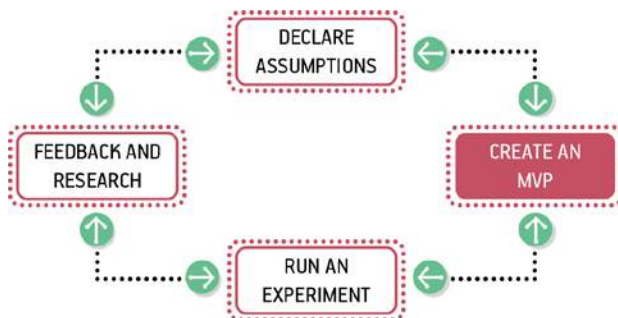 DECLARE
ASSUMPTIONS
FEEDBACK AND
RESEARCH
CREATE AN
MVP
RUN AN
EXPERIMENT